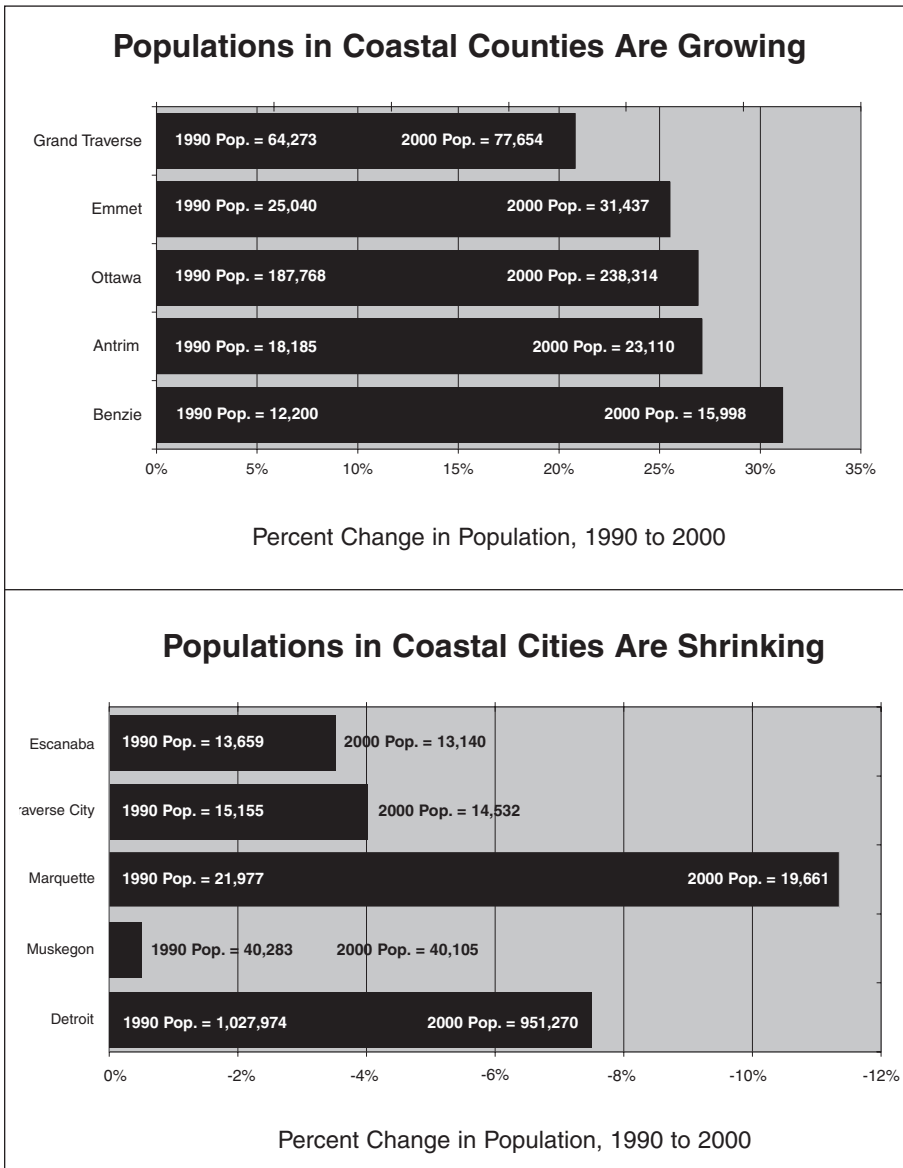 Populations in Coastal Counties Are Growing
Grand Traverse 1990 Pop. = 64,273 2000 Pop. = 77,654
Emmet 1990 Pop. = 25,040 2000 Pop. = 31,437
Ottawa 1990 Pop. = 187,768 2000 Pop. = 238,314
Antrim 1990 Pop. = 18,185 2000 Pop. = 23,110
Benzie 1990 Pop. = 12,200 2000 Pop. = 15,998
0% 5% 10% 15% 20% 25% 30% 35%
Percent Change in Population, 1990 to 2000
Populations in Coastal Cities Are Shrinking
Escanaba 1990 Pop. = 13,659 2000 Pop. = 13,140
raverse City 1990 Pop. = 15,155 2000 Pop. = 14,532
Marquette 1990 Pop. = 21,977 2000 Pop. = 19,661
Muskegon 1990 Pop. = 40,283 2000 Pop. = 40,105
Detroit 1990 Pop. = 1,027,974 2000 Pop. = 951,270
0% -2% -4% -6% -8% -10% -12%
Percent Change in Population, 1990 to 2000